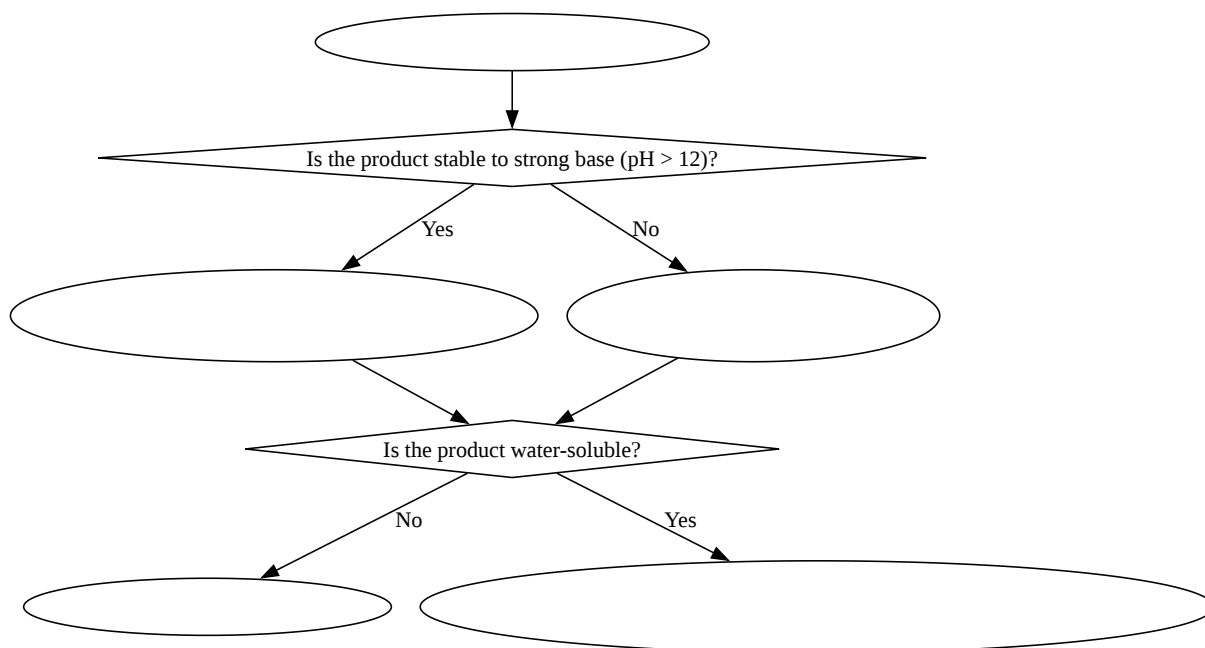 Is the product stable to strong base (pH > 12)?
Yes
No
Is the product water-soluble?
No
Yes